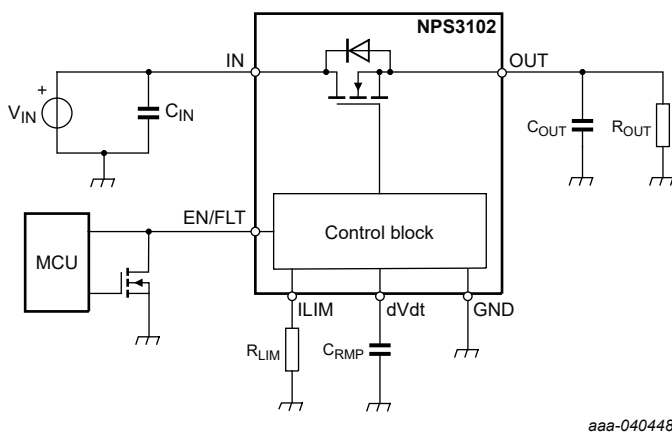 NPS3102
IN
OUT
+
VIN
CIN
COUT
ROUT
EN/FLT
Control block
MCU
ILIM
dVdt
GND
RLIM
CRMP
aaa-040448